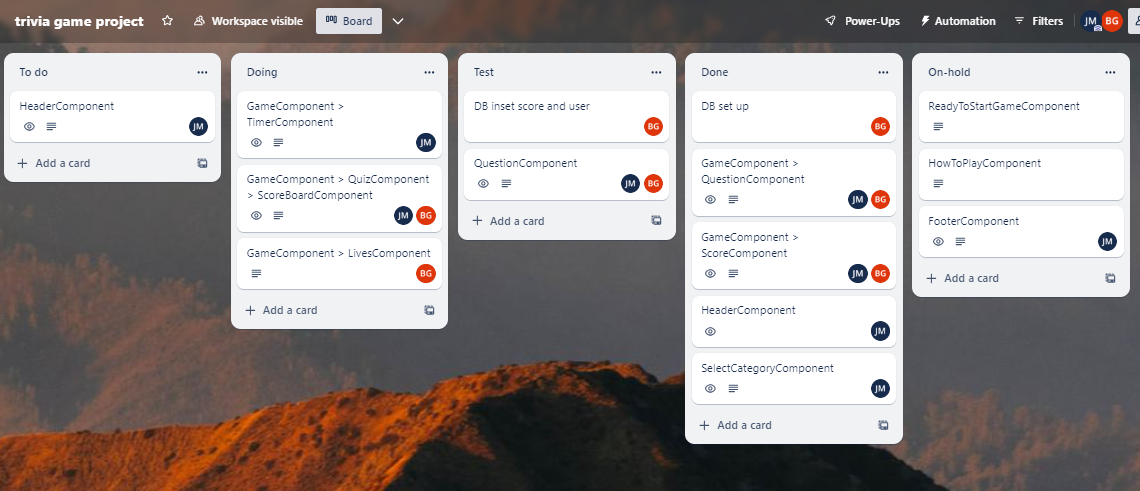 trivia game project
Workspace visible
Board
Power-Ups
Automation
Filters
JM
BG
To do
HeaderComponent
JM
Add a card
Doing
GameComponent >
TimerComponent
JM
GameComponent > QuizComponent
> ScoreBoardComponent
JM BG
GameComponent > LivesComponent
BG
Add a card
Test
DB inset score and user
BG
QuestionComponent
JM BG
Add a card
Done
DB set up
BG
GameComponent >
QuestionComponent
JM BG
GameComponent >
ScoreComponent
JM BG
HeaderComponent
JM
SelectCategoryComponent
JM
Add a card
On-hold
ReadyToStartGameComponent
HowToPlayComponent
FooterComponent
JM
Add a card